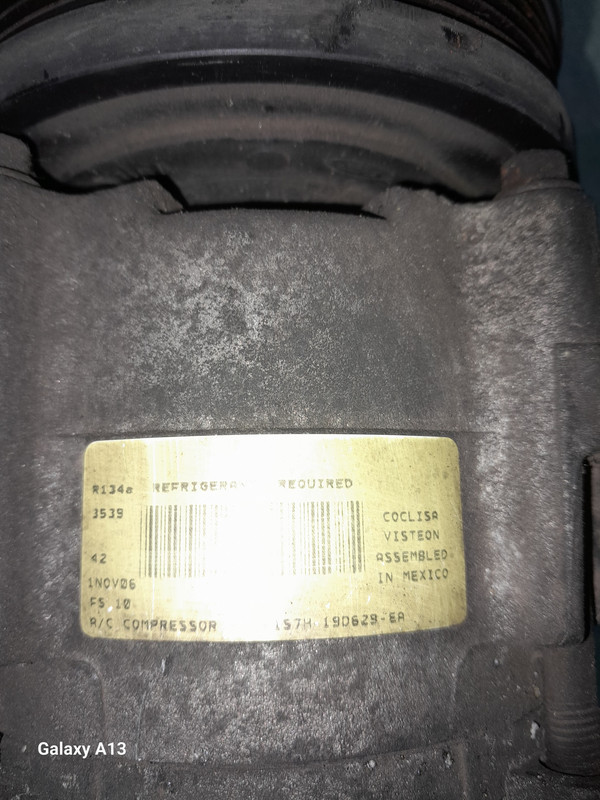 R134a REFRIGERA REQUIRED
3539
COCLISA
VISTEON
42
ASSEMBLED
IN MEXICO
1NOV06
FS 10
A/C COMPRESSOR 1S7H 19D629-EA
Galaxy A13